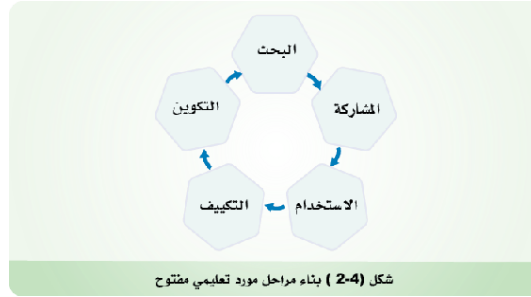 البحث
المشاركة
الاستخدام
التكييف
التكوين
شكل (4-2 ) بناء مراحل مورد تعليمي مفتوح